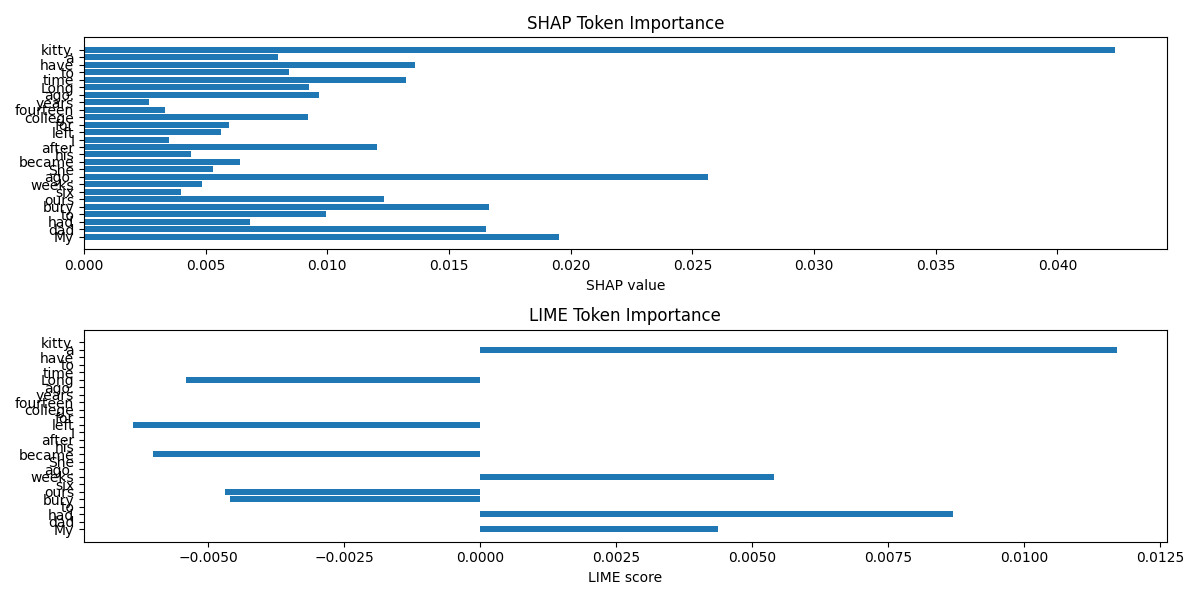 SHAP Token Importance
kitty.
a
have
to
time
Long
ago.
years
fourteen
college
for
left
I
after
his
became
She
ago.
weeks
six
ours
bury
to
had
dad
My
0.000 0.005 0.010 0.015 0.020 0.025 0.030 0.035 0.040
SHAP value
LIME Token Importance
kitty.
a
have
to
time
Long
ago.
years
fourteen
college
for
left
I
after
his
became
She
ago.
weeks
six
ours
bury
to
had
dad
My
−0.0050 −0.0025 0.0000 0.0025 0.0050 0.0075 0.0100 0.0125
LIME score